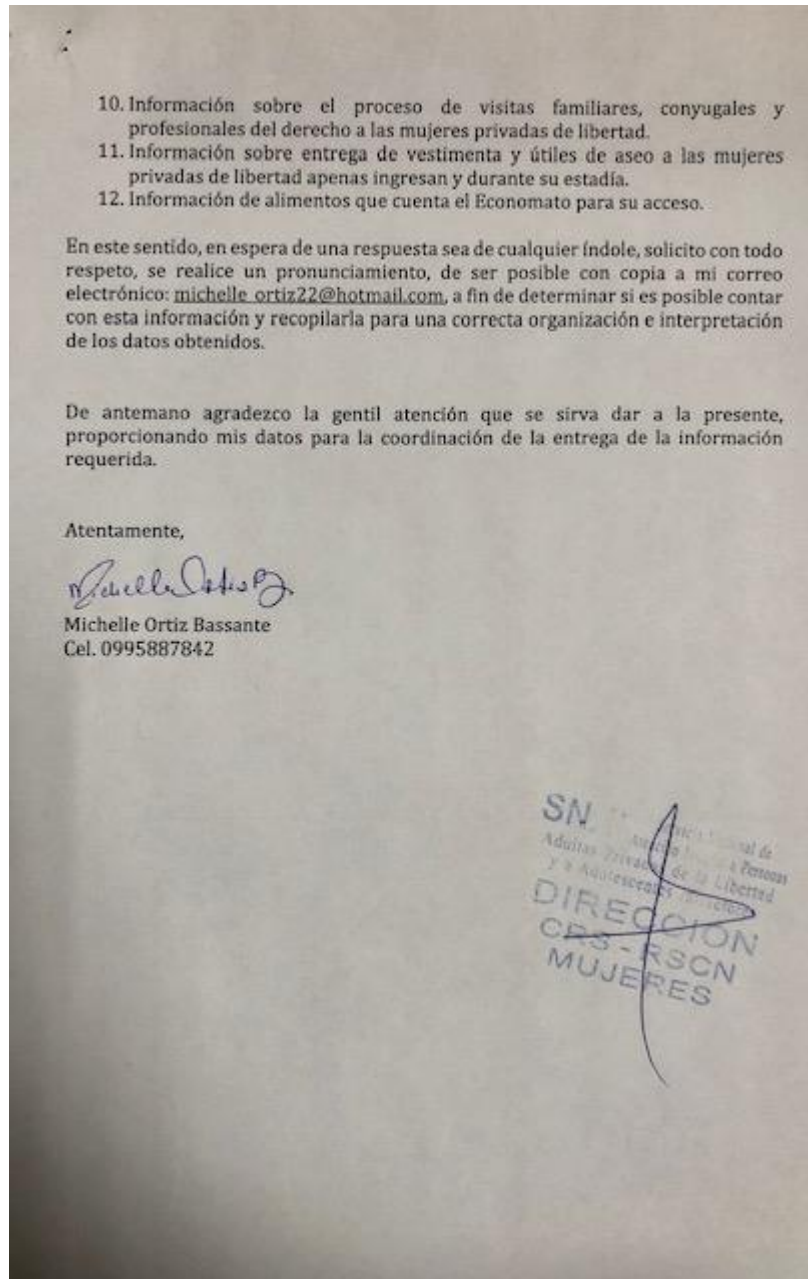 10. Información sobre el proceso de visitas familiares, conyugales y
profesionales del derecho a las mujeres privadas de libertad.
11. Información sobre entrega de vestimenta y útiles de aseo a las mujeres
privadas de libertad apenas ingresan y durante su estadía.
12. Información de alimentos que cuenta el Economato para su acceso.
En este sentido, en espera de una respuesta sea de cualquier índole, solicito con todo
respeto, se realice un pronunciamiento, de ser posible con copia a mi correo
electrónico: michelle_ortiz22@hotmail.com, a fin de determinar si es posible contar
con esta información y recopilarla para una correcta organización e interpretación
de los datos obtenidos.
De antemano agradezco la gentil atención que se sirva dar a la presente,
proporcionando mis datos para la coordinación de la entrega de la información
requerida.
Atentamente,
Michelle Ortiz B
Michelle Ortiz Bassante
Cel. 0995887842
SN
de
Personas
Adultas Privadas de la Libertad
y a Adolescentes
DIRECCIÓN
CRS - RSCN
MUJERES